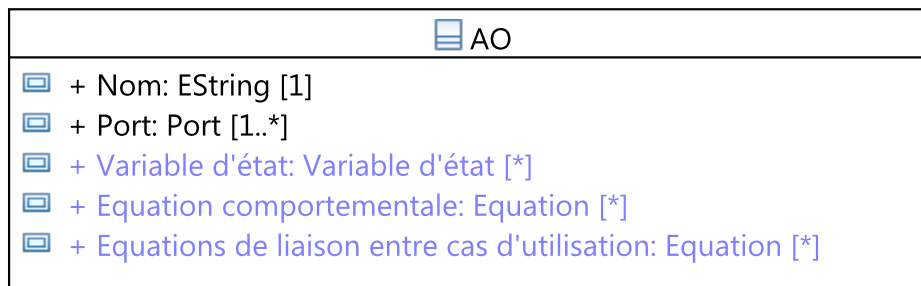 AO
+ Nom: EString [1]
+ Port: Port [1..*]
+ Variable d'état: Variable d'état [*]
+ Equation comportementale: Equation [*]
+ Equations de liaison entre cas d'utilisation: Equation [*]